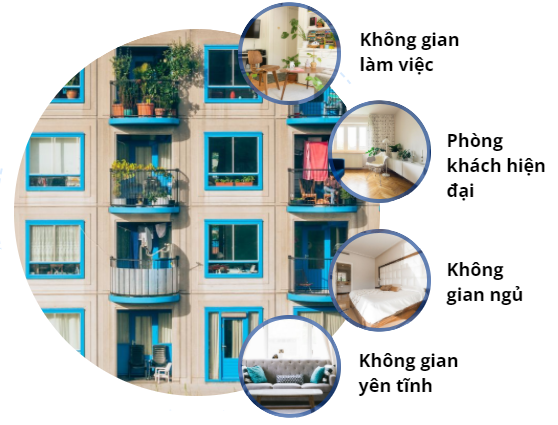 Không gian
làm việc
Phòng
khách hiện
đại
Không
gian ngủ
Không gian
yên tĩnh